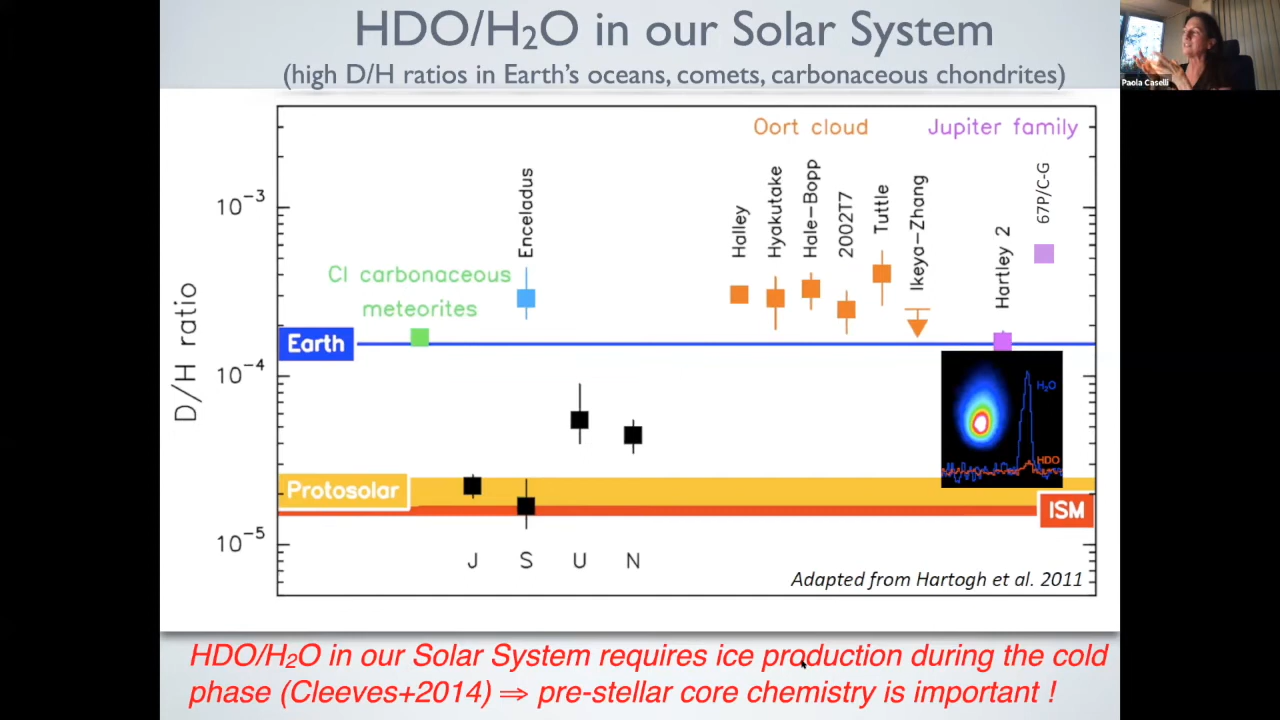 HDO/H₂O in our Solar System
(high D/H ratios in Earth's oceans, comets, carbonaceous chondrites)
Paola Caselli
Oort cloud
Jupiter family
D/H ratio
10⁻³
10⁻⁴
10⁻⁵
CI carbonaceous
meteorites
Enceladus
Halley
Hyakutake
Hale−Bopp
2002T7
Tuttle
Ikeya−Zhang
Hartley 2
67P/C-G
Earth
H₂O
HDO
Protosolar
ISM
J S U N
Adapted from Hartogh et al. 2011
HDO/H₂O in our Solar System requires ice production during the cold
phase (Cleeves+2014) ⇒ pre-stellar core chemistry is important !